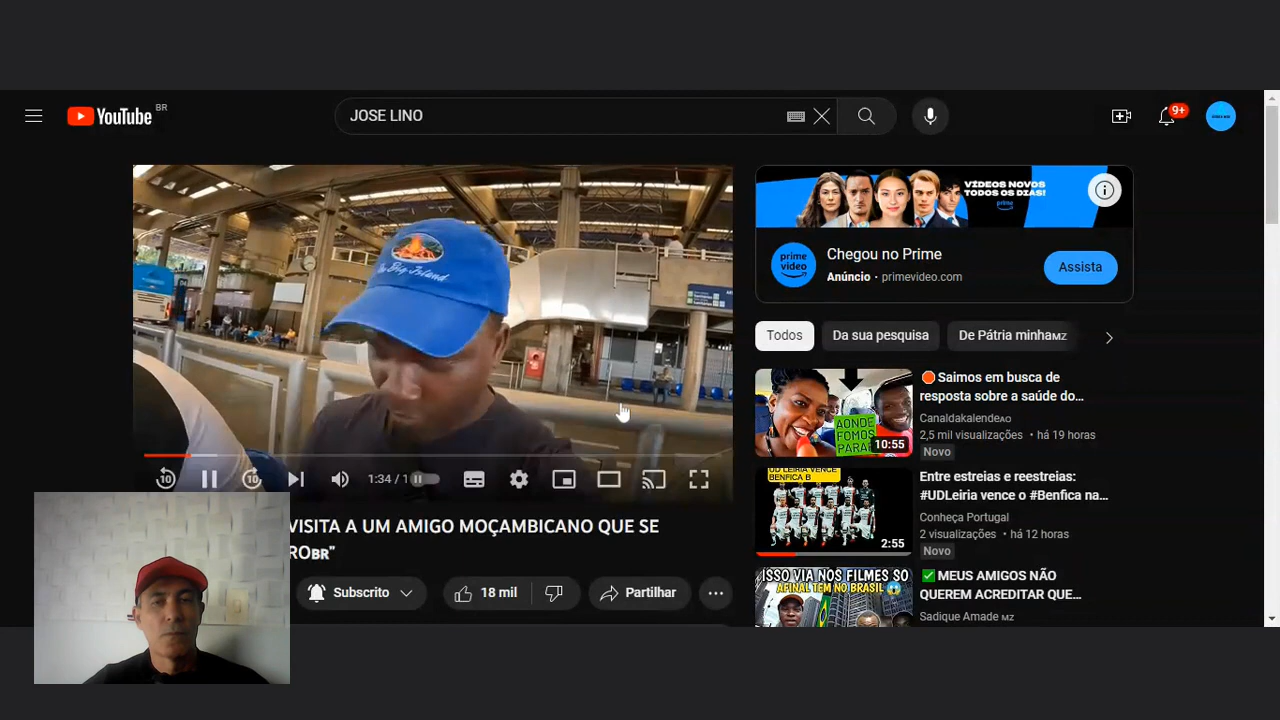 YouTube BR
JOSE LINO
9+
The Big Island
10
10
1:34 / 1
VISITA A UM AMIGO MOÇAMBICANO QUE SE
ROBR"
Subscrito
18 mil
Partilhar
VÍDEOS NOVOS
TODOS OS DIAS!
prime
prime video
Chegou no Prime
Anúncio · primevideo.com
Assista
Todos
Da sua pesquisa
De Pátria minhaMZ
AONDE
FOMOS
PARAR
10:55
🛑Saimos em busca de
resposta sobre a saúde do...
CanaldakalendeAO
2,5 mil visualizações • há 19 horas
Novo
UD LEIRIA VENCE
BENFICA B
2:55
Entre estreias e reestreias:
#UDLeiria vence o #Benfica na...
Conheça Portugal
2 visualizações • há 12 horas
Novo
ISSO VIA NOS FILMES SO
AFINAL TEM NO BRASIL
✅ MEUS AMIGOS NÃO
QUEREM ACREDITAR QUE...
Sadique Amade MZ